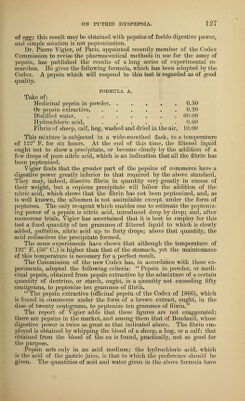 ON PUTRID DYSPEPSIA. 127
of egg: this result may be obtained with pepsins of feeble digestive power,
and simple solution is not peptonization.
Dr. Pierre Vigier, of Paris, appointed recently member of the Codex
Commission to revise the pharmaceutical methods in use for the assay of
pepsin, has published the results of a long series of experimental re-
searches. He gives the following formula, which has been adopted by the
Codex. A pepsin which will respond to this test is regarded as of good
quality.
FORMULA A.
Take of:
Medicinal pepsin in powder, . . . . . . 0.50
Or pepsin extractive, . . . . . . 0.20
Distilled water, . . . . . . 60.00
Hydrochloric acid, . . . . . . 0.60
Fibrin of sheep, calf, hog, washed and dried in the air, 10.00
This mixture is subjected in a wide-mouthed flask, to a temperature
of 122° F. for six hours. At the end of this time, the filtered liquid
ought not to show a precipitate, or become cloudy by the addition of a
few drops of pure nitric acid, which is an indication that all the fibrin has
been peptonized.
Vigier finds that the greater part of the pepsins of commerce have a
digestive power greatly inferior to that required by the above standard.
They may, indeed, dissolve fibrin in quantity very greatly in excess of
their weight, but a copious precipitate will follow the addition of the
nitric acid, which shows that the fibrin has not been peptonized, and, as
is well known, the albumen is not assimilable except under the form of
peptones. The only reagent which enables one to estimate the peptoniz-
ing power of a pepsin is nitric acid, introduced drop by drop; and, after
numerous trials, Vigier has ascertained that it is best to employ for this
test a fixed quantity of ten grammes of filtered liquid to which is slowly
added, guttatim, nitric acid up to forty drops; above that quantity, the
acid redissolves the precipitate formed.
The same experiments have shown that although the temperature of
122° F. (50° C.) is higher than that of the stomach, yet the maintenance
of this temperature is necessary for a perfect result.
The Commission of the new Codex has, in accordance with these ex-
periments, adopted following criteria: "Pepsin in powder, or medi-
cinal pepsin, obtained from pepsin extractive by the admixture of a certain
quantity of dextrine, or starch, ought, in a quantity not exceeding fifty
centigrams, to peptonize ten grammes of fibrin.
"The pepsin extractive (officinal pepsin of the Codex of 1866), which
is found in commerce under the form of a brown extract, ought, in the
dose of twenty centigrams, to peptonize ten grammes of fibrin."
The report of Vigier adds that these figures are not exaggerated;
there are pepsins in the market, and among them that of Boudault, whose
digestive power is twice as great as that indicated above. The fibrin em-
ployed is obtained by whipping the blood of a sheep, a hog, or a calf; that
obtained from the blood of the ox is found, practically, not so good for
the purpose.
Pepsin acts only in an acid medium; the hydrochloric acid, which
is the acid of gastric juice, is that to which the preference should be
given. The quantities of acid and water given in the above formula have